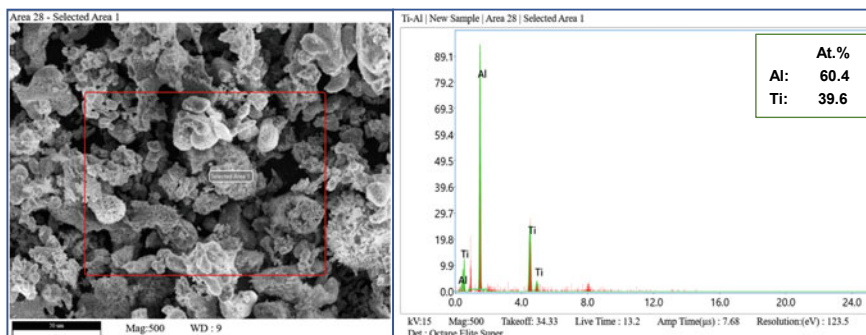 Area 28 - Selected Area 1
Selected Area 1
Mag:500 WD : 9
Ti-Al | New Sample | Area 28 | Selected Area 1
At.%
Al: 60.4
Ti: 39.6
89.1
79.2
69.3
59.4
49.5
39.6
29.7
19.8
9.9
0.0
Al
Ti
Al
Ti
Ti
0.0 4.0 8.0 12.0 16.0 20.0 24.0
kV:15 Mag:500 Takeoff: 34.33 Live Time : 13.2 Amp Time(µs) : 7.68 Resolution:(eV) : 123.5
Det : Octane Elite Super